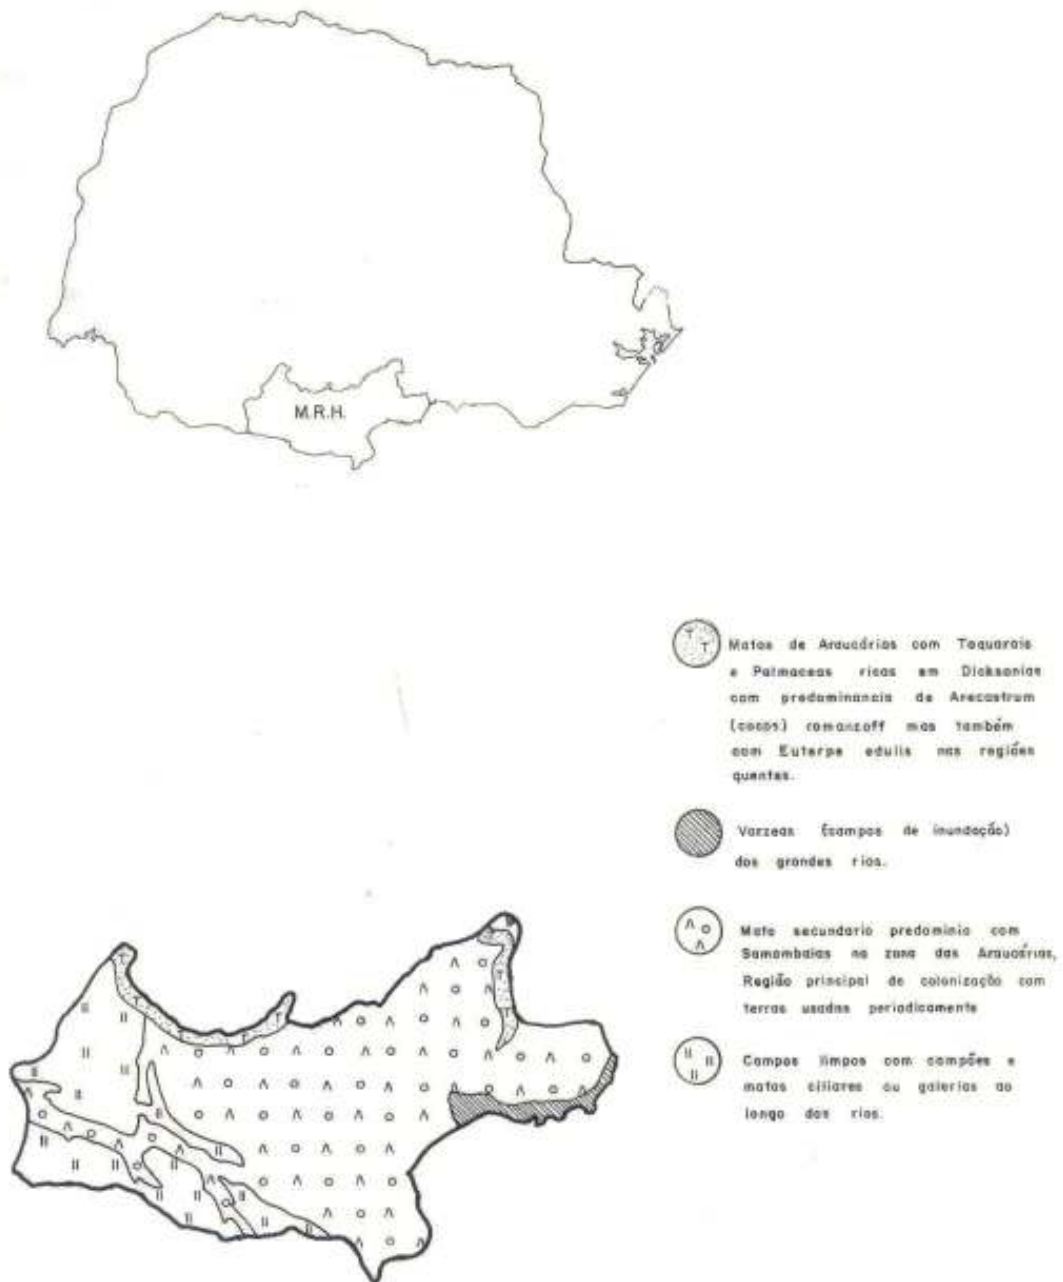 M.R.H.
Matas de Araucárias com Taquarais
e Palmaceas ricas em Dicksonias
com predominancia de Arecastrum
(cocos) romanzoff mas também
com Euterpe edulis nas regiões
quentes.
Varzeas (campos de inundação)
dos grandes rios.
Mata secundario predominio com
Samambaias na zona das Araucárias,
Região principal de colonização com
terras usadas periodicamente
Campos limpos com campões e
matas ciliares ou galerias ao
longo dos rios.